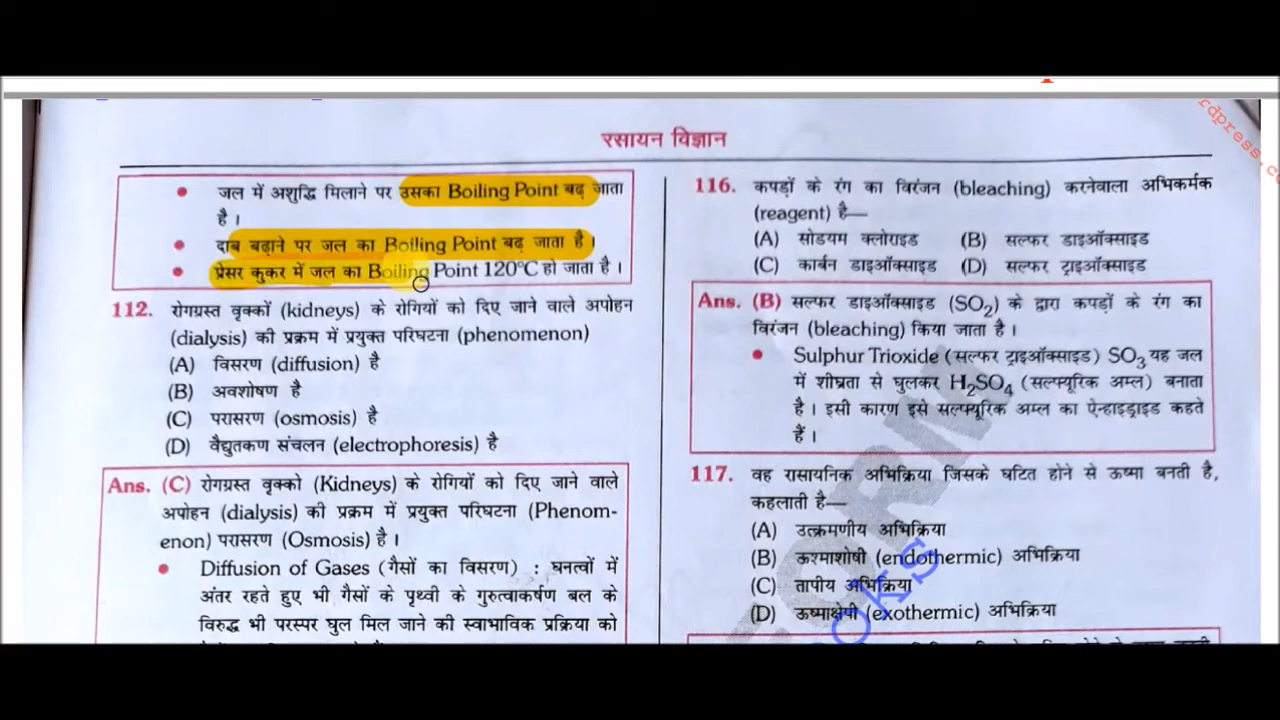 रसायन विज्ञान
rdpress.c
• जल में अशुद्धि मिलाने पर उसका Boiling Point बढ़ जाता
है ।
• दाब बढ़ाने पर जल का Boiling Point बढ़ जाता है ।
• प्रेसर कुकर में जल का Boiling Point 120°C हो जाता है ।
112. रोगग्रस्त वृक्कों (kidneys) के रोगियों को दिए जाने वाले अपोहन
(dialysis) की प्रक्रम में प्रयुक्त परिघटना (phenomenon)
(A) विसरण (diffusion) है
(B) अवशोषण है
(C) परासरण (osmosis) है
(D) वैद्युतकण संचलन (electrophoresis) है
Ans. (C) रोगग्रस्त वृक्को (Kidneys) के रोगियों को दिए जाने वाले
अपोहन (dialysis) की प्रक्रम में प्रयुक्त परिघटना (Phenom-
enon) परासरण (Osmosis) है ।
• Diffusion of Gases (गैसों का विसरण) : घनत्वों में
अंतर रहते हुए भी गैसों के पृथ्वी के गुरुत्वाकर्षण बल के
विरुद्ध भी परस्पर घुल मिल जाने की स्वाभाविक प्रक्रिया को
116. कपड़ों के रंग का विरंजन (bleaching) करनेवाला अभिकर्मक
(reagent) है—
(A) सोडयम क्लोराइड (B) सल्फर डाइऑक्साइड
(C) कार्बन डाइऑक्साइड (D) सल्फर ट्राइऑक्साइड
Ans. (B) सल्फर डाइऑक्साइड (SO₂) के द्वारा कपड़ों के रंग का
विरंजन (bleaching) किया जाता है ।
• Sulphur Trioxide (सल्फर ट्राइऑक्साइड) SO₃ यह जल
में शीघ्रता से घुलकर H₂SO₄ (सल्फ्यूरिक अम्ल) बनाता
है । इसी कारण इसे सल्फ्यूरिक अम्ल का ऐन्हाइड्राइड कहते
हैं ।
117. वह रासायनिक अभिक्रिया जिसके घटित होने से ऊष्मा बनती है,
कहलाती है—
(A) उत्क्रमणीय अभिक्रिया
(B) ऊश्माशोषी (endothermic) अभिक्रिया
(C) तापीय अभिक्रिया
(D) ऊष्माक्षेपी (exothermic) अभिक्रिया